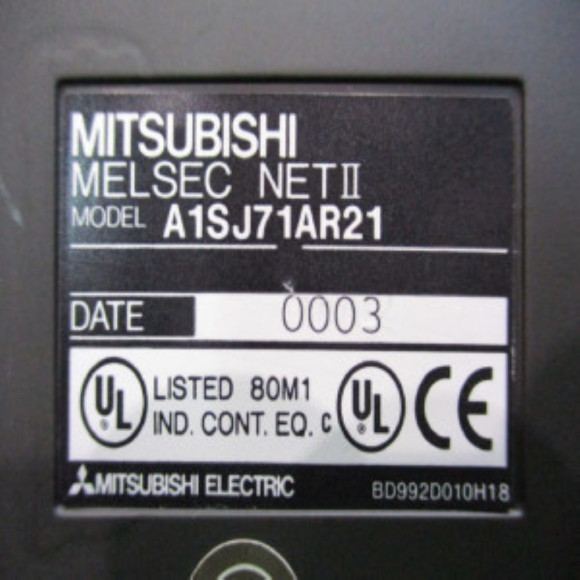 MITSUBISHI
MELSEC NETⅡ
MODEL A1SJ71AR21
DATE 0003
UL LISTED 80M1
IND. CONT. EQ. c UL CE
MITSUBISHI ELECTRIC BD992D010H18